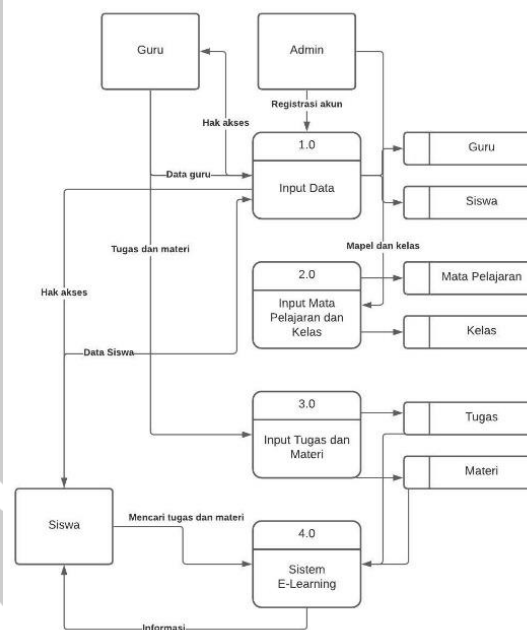 Guru
Admin
Registrasi akun
Hak akses
1.0
Input Data
Guru
Siswa
Data guru
Tugas dan materi
Mapel dan kelas
Hak akses
2.0
Input Mata
Pelajaran dan
Kelas
Mata Pelajaran
Kelas
Data Siswa
3.0
Input Tugas dan
Materi
Tugas
Materi
Siswa
Mencari tugas dan materi
4.0
Sistem
E-Learning
Informasi